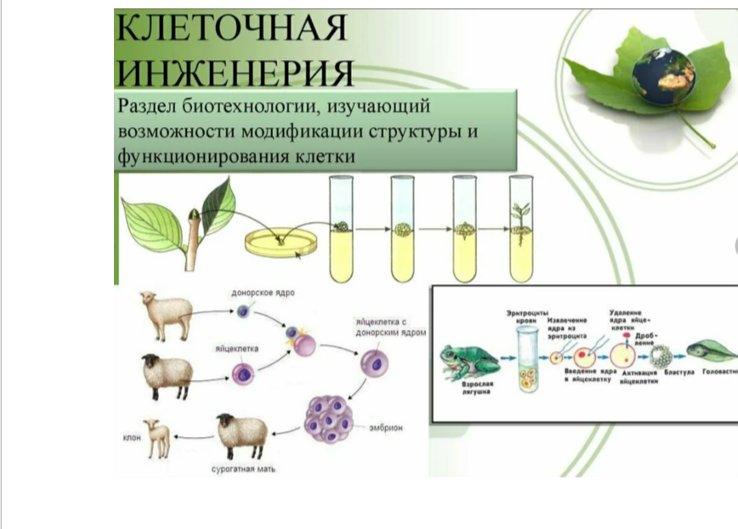 КЛЕТОЧНАЯ
ИНЖЕНЕРИЯ
Раздел биотехнологии, изучающий
возможности модификации структуры и
функционирования клетки
донорское ядро
яйцеклетка
яйцеклетка с
донорским ядром
эмбрион
сурогатная мать
клон
Взрослая
лягушка
Эритроциты
крови
Извлечение
ядра из
эритроцита
Введение ядра
в яйцеклетку
Удаление
ядра яйце-
клетки
Активация
яйцеклетки
Дроб-
ление
Бластула
Головасти